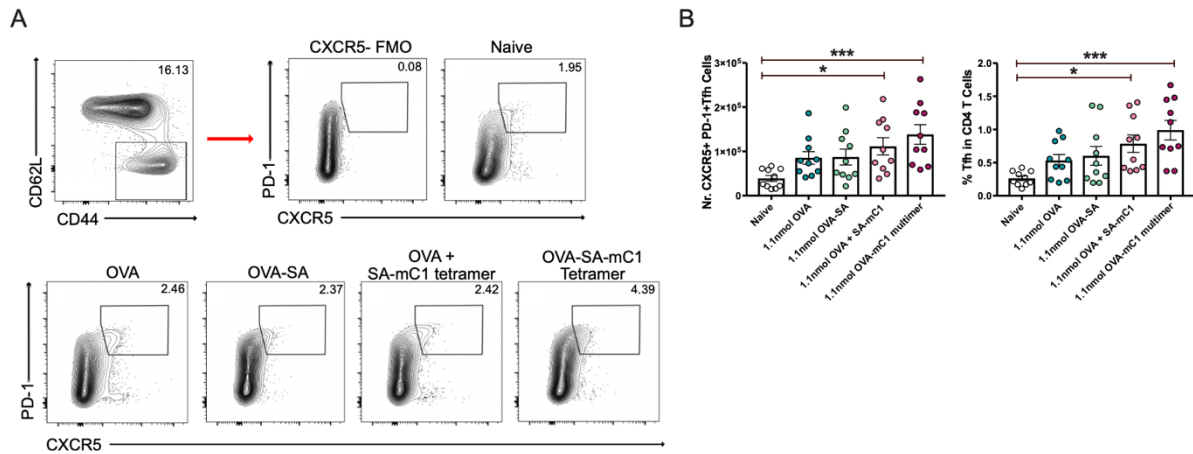 A
16.13
CD62L
CD44
CXCR5- FMO
0.08
Naive
1.95
PD-1
CXCR5
OVA
2.46
OVA-SA
2.37
OVA +
SA-mC1 tetramer
2.42
OVA-SA-mC1
Tetramer
4.39
PD-1
CXCR5
B
***
*
3×10⁵
2×10⁵
1×10⁵
0
Nr. CXCR5+ PD-1+Tfh Cells
Naive
1.1nmol OVA
1.1nmol OVA-SA
1.1nmol OVA + SA-mC1
1.1nmol OVA-mC1 multimer
***
*
2.0
1.5
1.0
0.5
0.0
% Tfh in CD4 T Cells
Naive
1.1nmol OVA
1.1nmol OVA-SA
1.1nmol OVA + SA-mC1
1.1nmol OVA-mC1 multimer